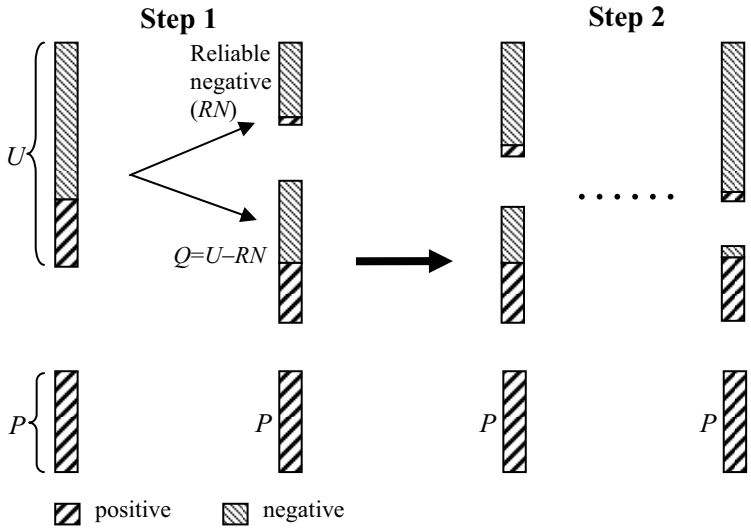 Step 1
Step 2
Reliable
negative
(RN)
U
Q=U–RN
......
P
P
P
P
positive
negative